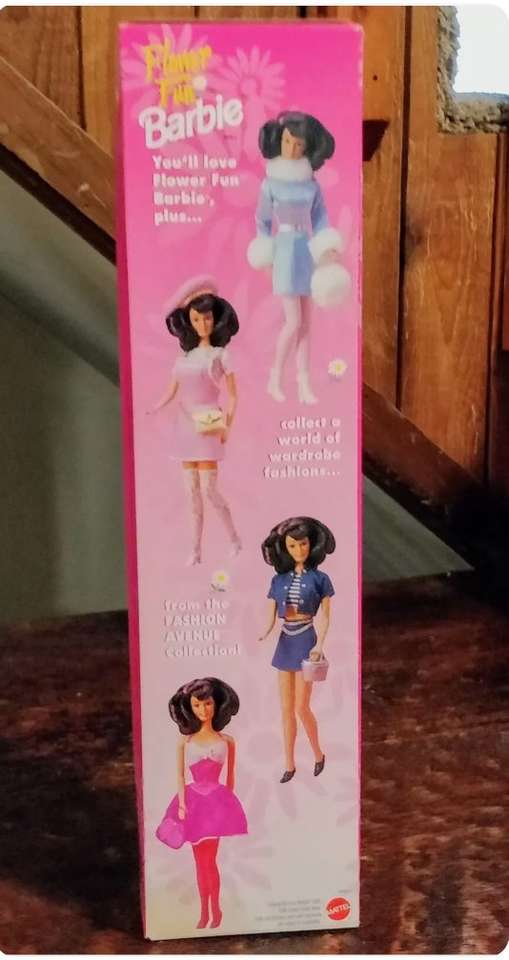 Flower
Fun
Barbie
You'll love
Flower Fun
Barbie,
plus...
collect a
world of
wardrobe
fashions...
from the
FASHION
AVENUE
Collection!
MATTEL